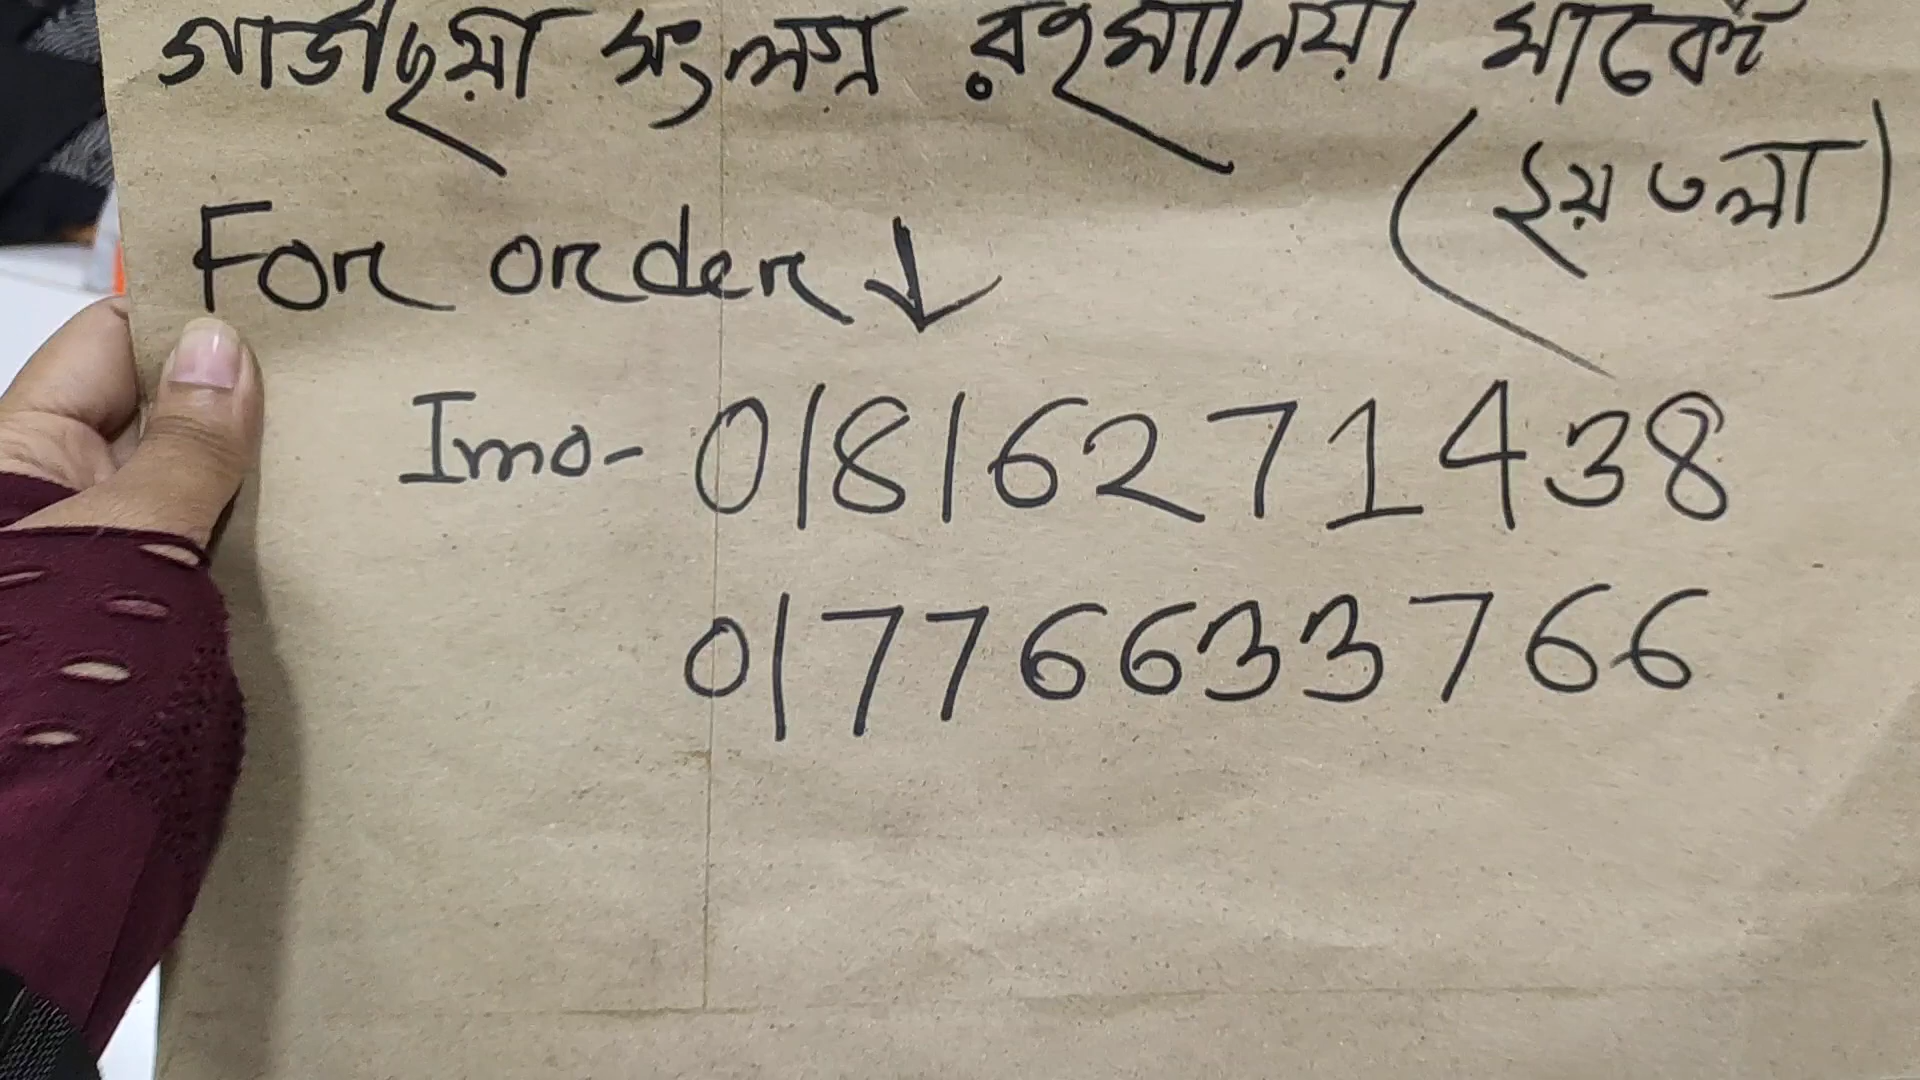 গাউছিয়া সংলগ্ন রহমানিয়া মার্কেট
(২য় তলা)
For order ↓
Imo- 01816271438
01776633766